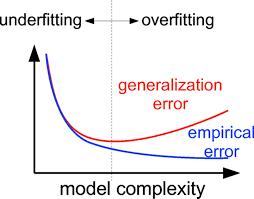 underfitting overfitting
generalization
error
empirical
error
model complexity